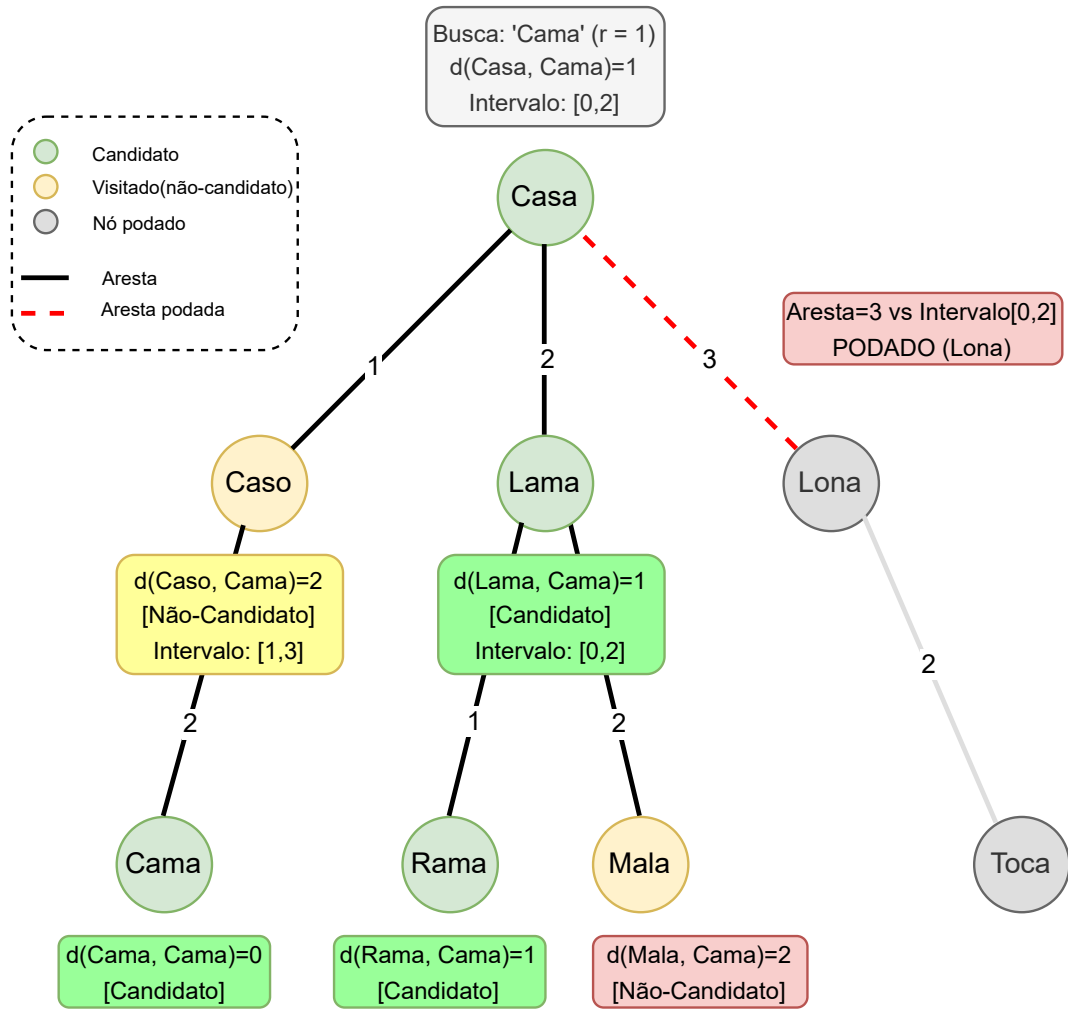 Busca: 'Cama' (r = 1)
d(Casa, Cama)=1
Intervalo: [0,2]
Candidato
Visitado(não-candidato)
Nó podado
Aresta
Aresta podada
Casa
Aresta=3 vs Intervalo[0,2]
PODADO (Lona)
1
2
3
Caso
Lama
Lona
d(Caso, Cama)=2
[Não-Candidato]
Intervalo: [1,3]
d(Lama, Cama)=1
[Candidato]
Intervalo: [0,2]
2
2
1
2
Cama
Rama
Mala
Toca
d(Cama, Cama)=0
[Candidato]
d(Rama, Cama)=1
[Candidato]
d(Mala, Cama)=2
[Não-Candidato]